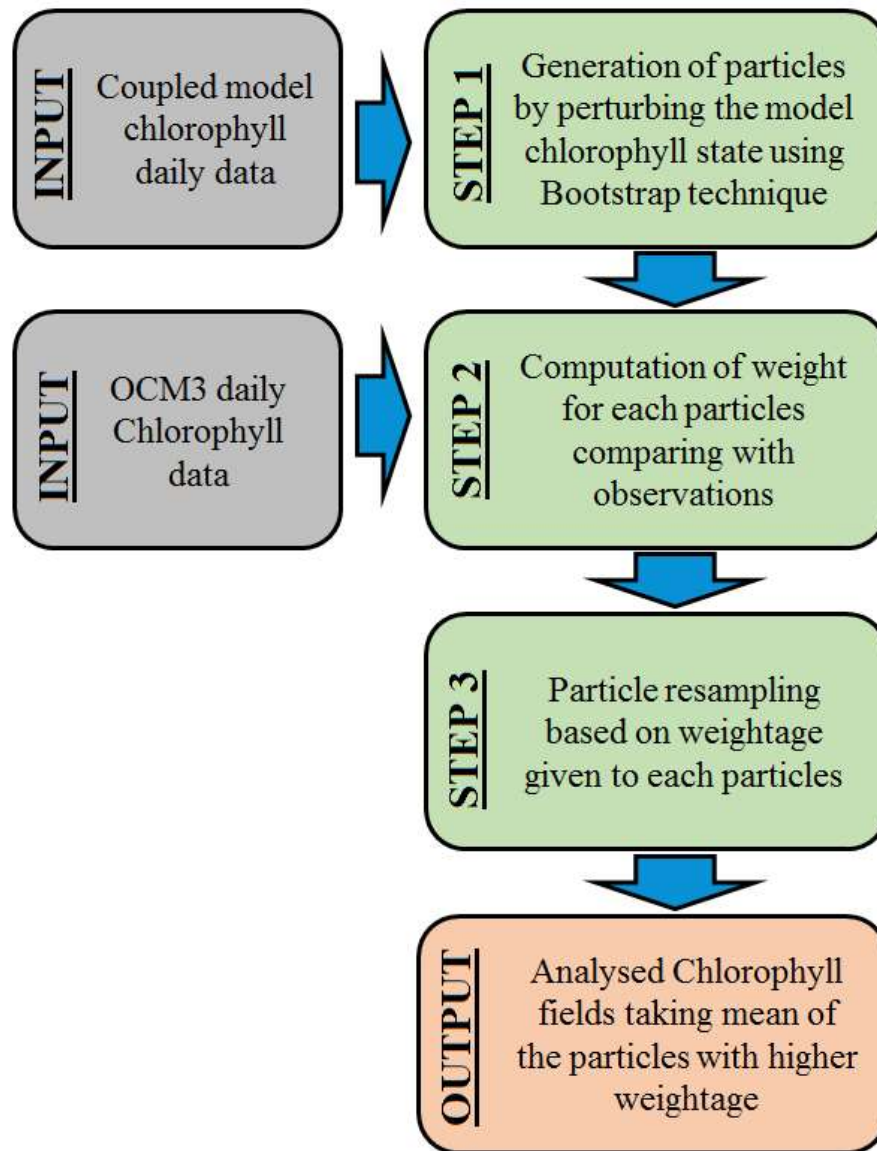 INPUT
Coupled model
chlorophyll
daily data
STEP 1
Generation of particles
by perturbing the model
chlorophyll state using
Bootstrap technique
INPUT
OCM3 daily
Chlorophyll
data
STEP 2
Computation of weight
for each particles
comparing with
observations
STEP 3
Particle resampling
based on weightage
given to each particles
OUTPUT
Analysed Chlorophyll
fields taking mean of
the particles with higher
weightage